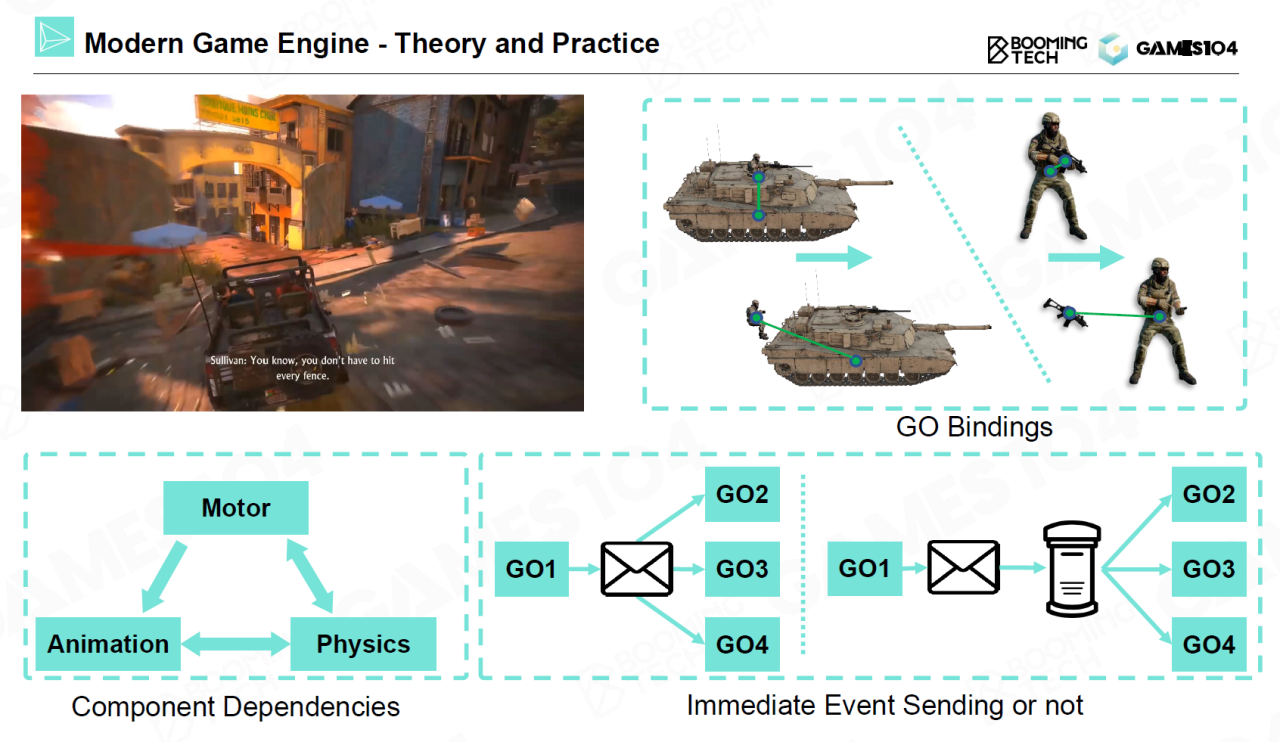 Modern Game Engine - Theory and Practice
BOOMING
TECH
GAMES104
Sullivan: You know, you don't have to hit
every fence.
GO Bindings
Motor
Animation
Physics
Component Dependencies
GO1
GO2
GO3
GO4
GO1
GO2
GO3
GO4
Immediate Event Sending or not